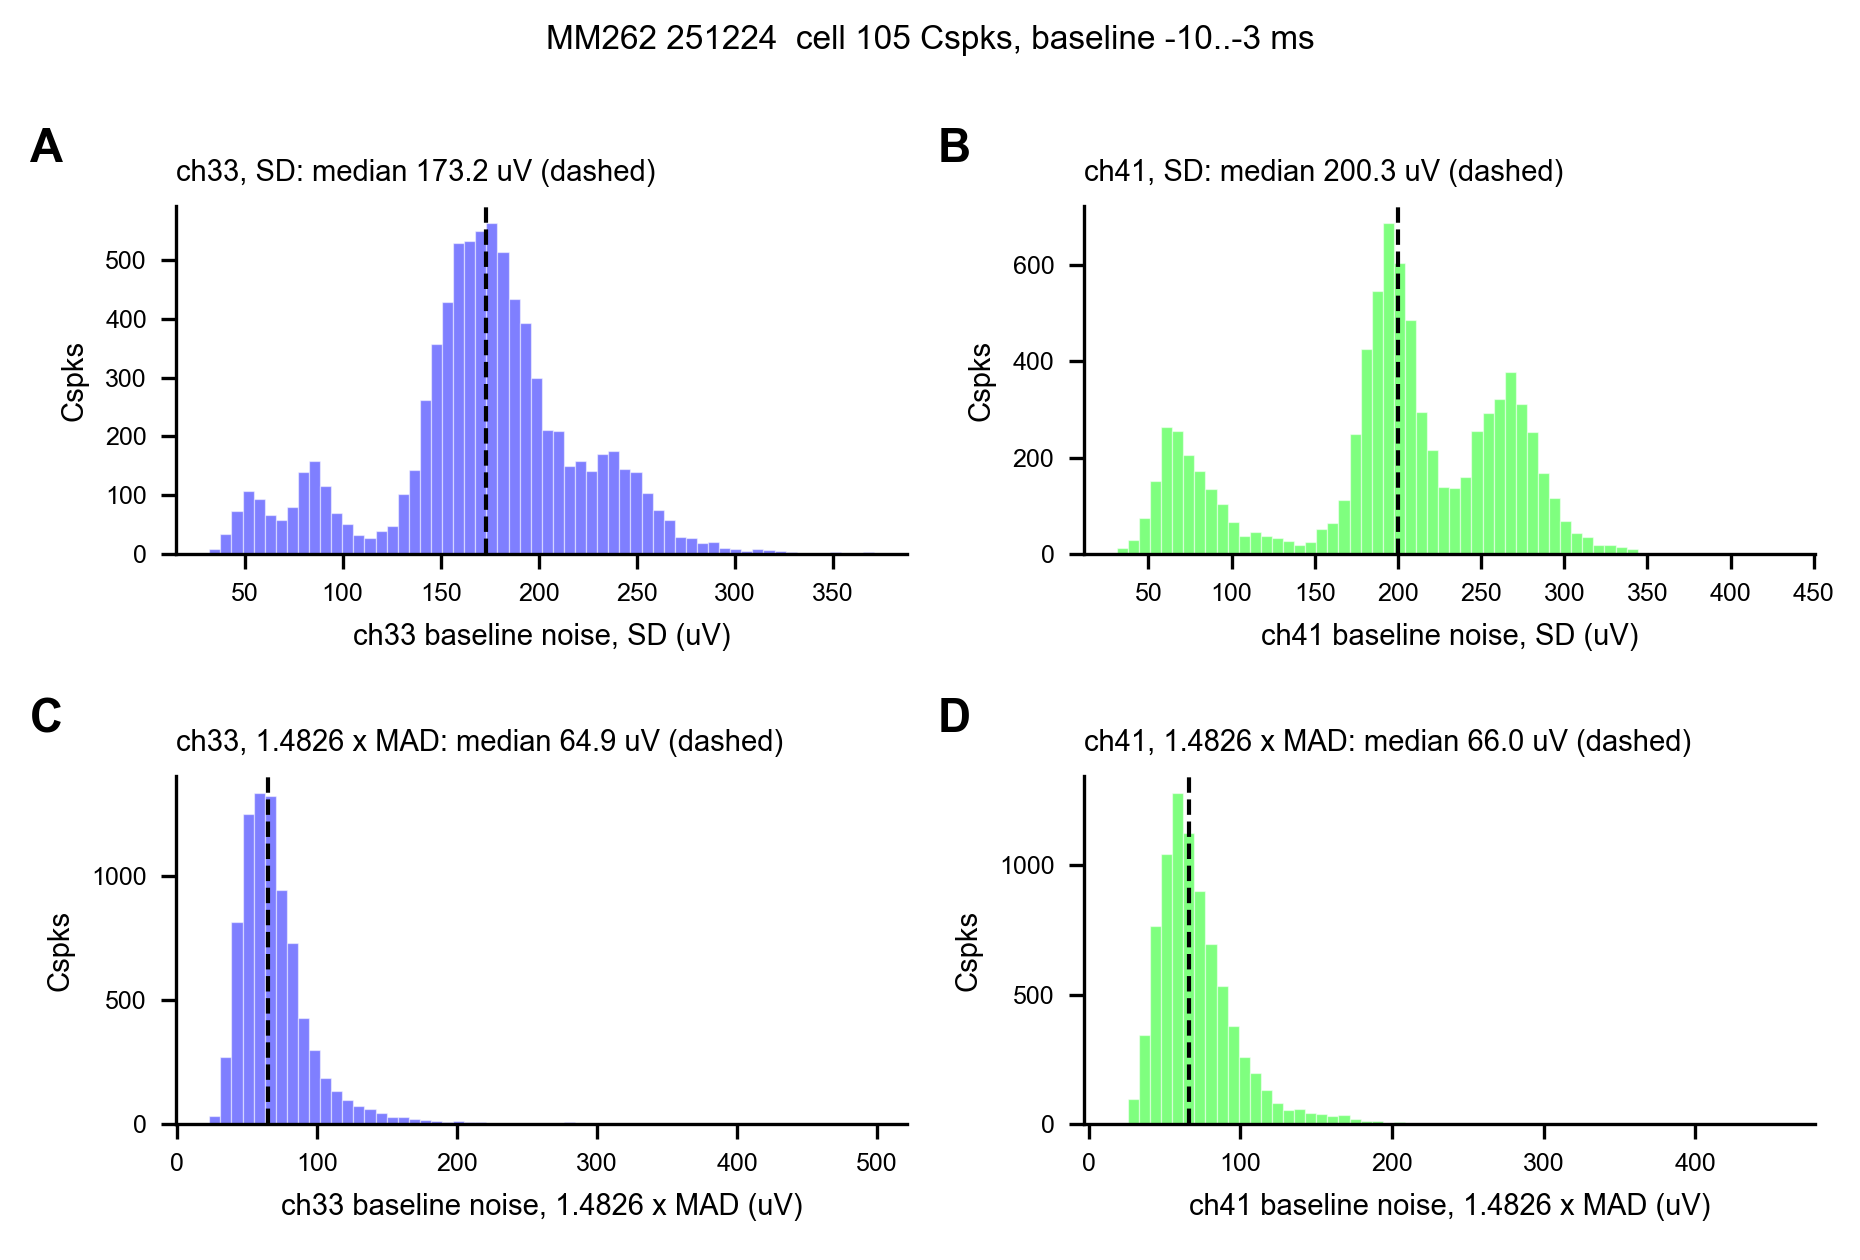 MM262 251224  cell 105 Cspks, baseline -10..-3 ms
A
ch33, SD: median 173.2 uV (dashed)
500
400
300
200
100
0
Cspks
50 100 150 200 250 300 350
ch33 baseline noise, SD (uV)
B
ch41, SD: median 200.3 uV (dashed)
600
400
200
0
Cspks
50 100 150 200 250 300 350 400 450
ch41 baseline noise, SD (uV)
C
ch33, 1.4826 x MAD: median 64.9 uV (dashed)
1000
500
0
Cspks
0 100 200 300 400 500
ch33 baseline noise, 1.4826 x MAD (uV)
D
ch41, 1.4826 x MAD: median 66.0 uV (dashed)
1000
500
0
Cspks
0 100 200 300 400
ch41 baseline noise, 1.4826 x MAD (uV)